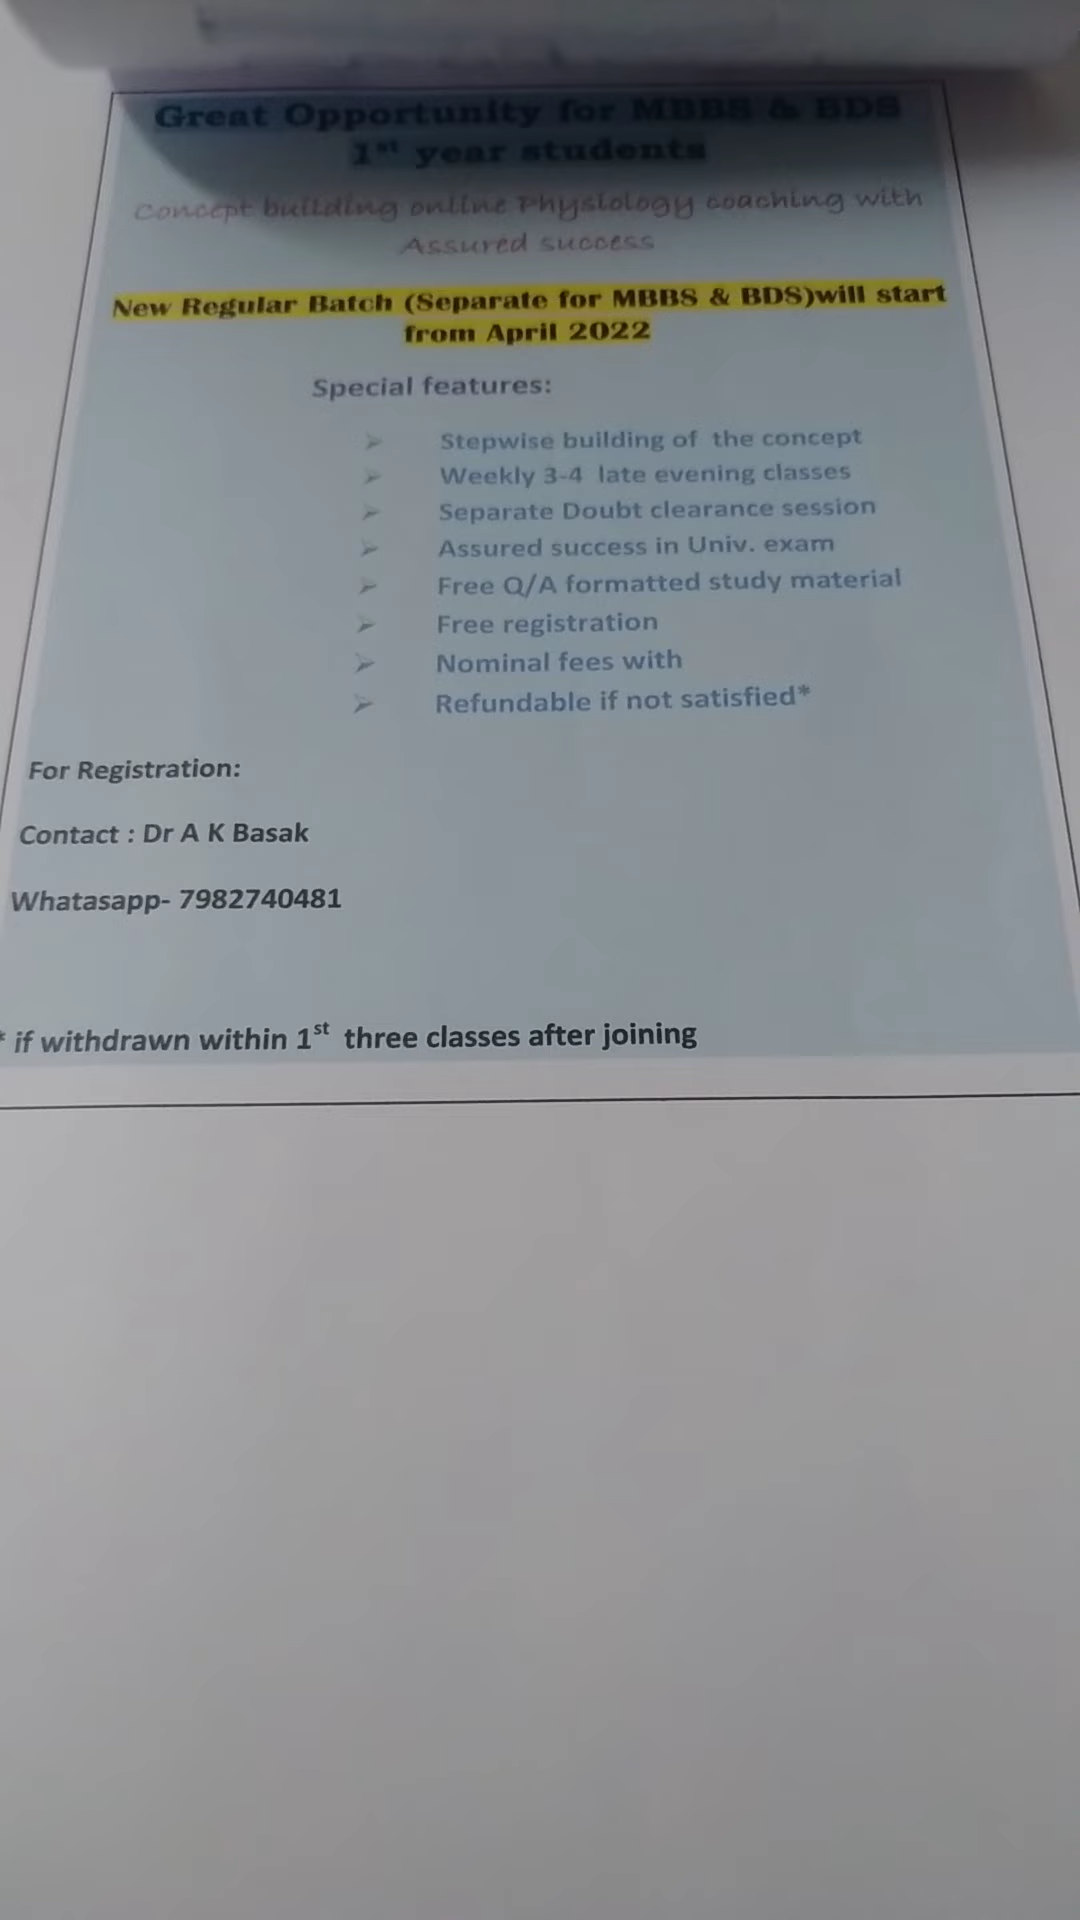 Great Opportunity for MBBS & BDS
1st year students
Concept building online Physiology coaching with
Assured success
New Regular Batch (Separate for MBBS & BDS)will start
from April 2022
Special features:
➢ Stepwise building of the concept
➢ Weekly 3-4 late evening classes
➢ Separate Doubt clearance session
➢ Assured success in Univ. exam
➢ Free Q/A formatted study material
➢ Free registration
➢ Nominal fees with
➢ Refundable if not satisfied*
For Registration:
Contact : Dr A K Basak
Whatasapp- 7982740481
* if withdrawn within 1st three classes after joining